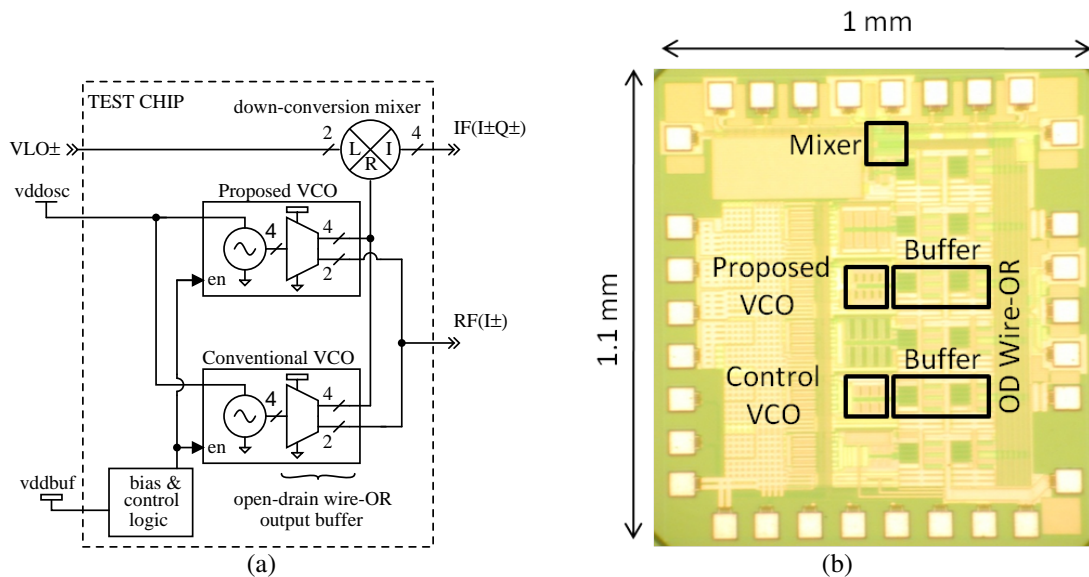 TEST CHIP
down-conversion mixer
2
4
IF(I±Q±)
VLO±
L
I
R
vddosc
Proposed VCO
4
4
2
en
RF(I±)
Conventional VCO
4
4
2
en
vddbuf
bias &
control
logic
open-drain wire-OR
output buffer
(a)
1 mm
1.1 mm
Mixer
Proposed
VCO
Buffer
Control
VCO
Buffer
OD Wire-OR
(b)